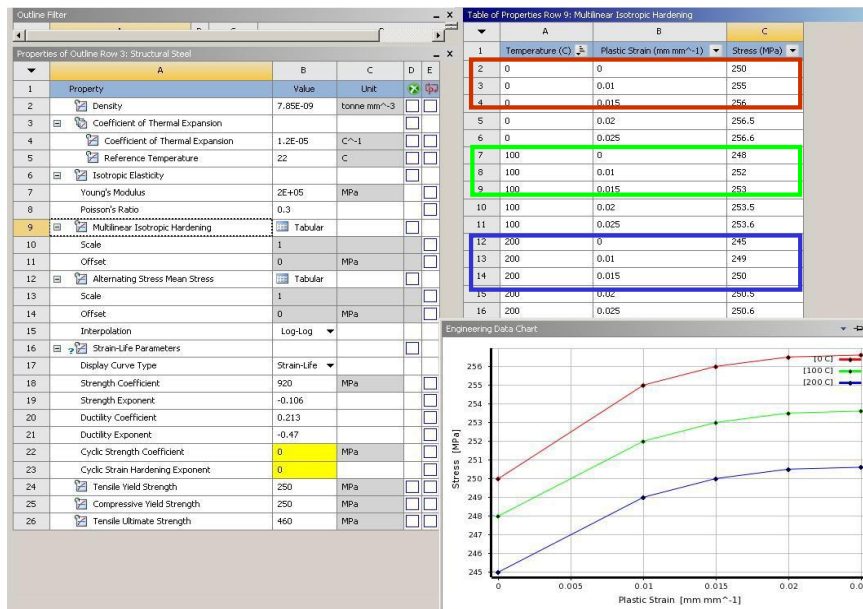 Outline Filter
Properties of Outline Row 3: Structural Steel
A B C D E
1 Property Value Unit
2 Density 7.85E-09 tonne mm^-3
3 Coefficient of Thermal Expansion
4 Coefficient of Thermal Expansion 1.2E-05 C^-1
5 Reference Temperature 22 C
6 Isotropic Elasticity
7 Young's Modulus 2E+05 MPa
8 Poisson's Ratio 0.3
9 Multilinear Isotropic Hardening Tabular
10 Scale 1
11 Offset 0 MPa
12 Alternating Stress Mean Stress Tabular
13 Scale 1
14 Offset 0 MPa
15 Interpolation Log-Log
16 ? Strain-Life Parameters
17 Display Curve Type Strain-Life
18 Strength Coefficient 920 MPa
19 Strength Exponent -0.106
20 Ductility Coefficient 0.213
21 Ductility Exponent -0.47
22 Cyclic Strength Coefficient 0 MPa
23 Cyclic Strain Hardening Exponent 0
24 Tensile Yield Strength 250 MPa
25 Compressive Yield Strength 250 MPa
26 Tensile Ultimate Strength 460 MPa
Table of Properties Row 9: Multilinear Isotropic Hardening
A B C
1 Temperature (C) Plastic Strain (mm mm^-1) Stress (MPa)
2 0 0 250
3 0 0.01 255
4 0 0.015 256
5 0 0.02 256.5
6 0 0.025 256.6
7 100 0 248
8 100 0.01 252
9 100 0.015 253
10 100 0.02 253.5
11 100 0.025 253.6
12 200 0 245
13 200 0.01 249
14 200 0.015 250
15 200 0.02 250.5
16 200 0.025 250.6
Engineering Data Chart
[0 C]
[100 C]
[200 C]
256
255
254
253
252
251
250
249
248
247
246
245
Stress [MPa]
0 0.005 0.01 0.015 0.02 0.0
Plastic Strain [mm mm^-1]